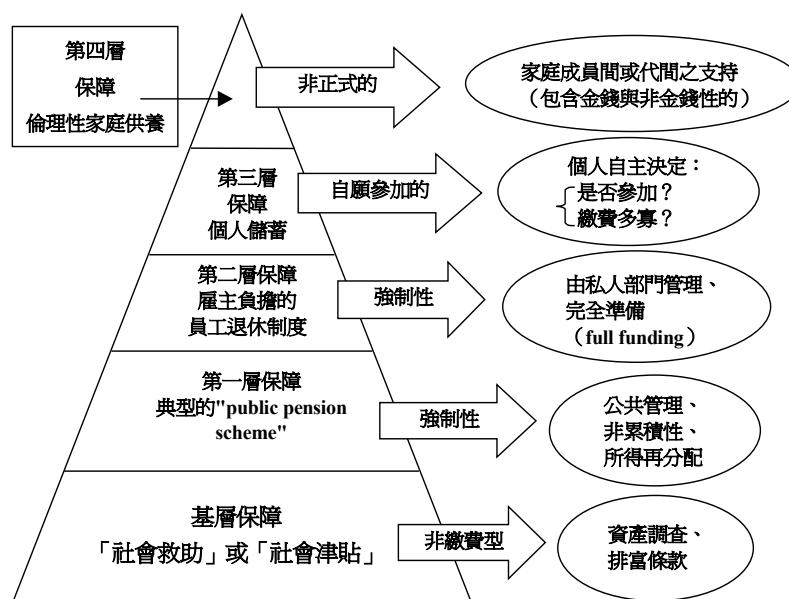 第四層
保障
倫理性家庭供養
非正式的
家庭成員間或代間之支持
（包含金錢與非金錢性的）
第三層
保障
個人儲蓄
自願參加的
個人自主決定：
是否參加？
繳費多寡？
第二層保障
雇主負擔的
員工退休制度
強制性
由私人部門管理、
完全準備
（full funding）
第一層保障
典型的"public pension
scheme"
強制性
公共管理、
非累積性、
所得再分配
基層保障
「社會救助」或「社會津貼」
非繳費型
資產調查、
排富條款